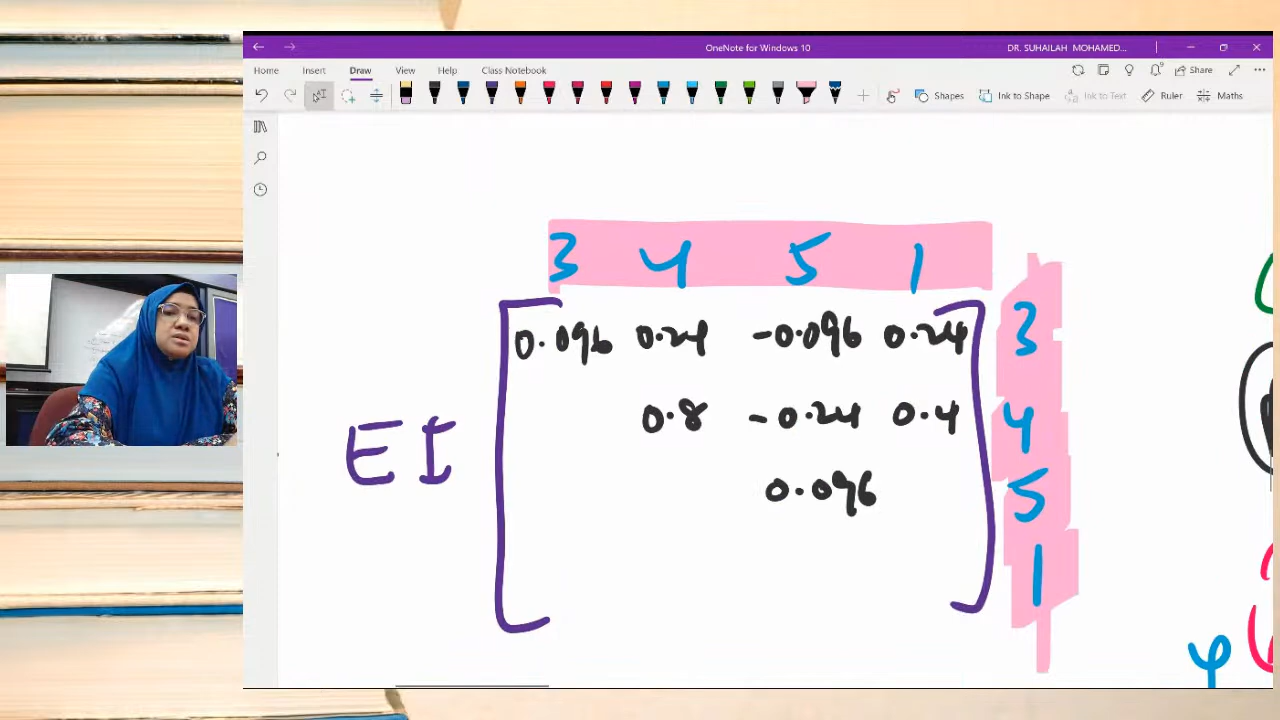 OneNote for Windows 10
DR. SUHAILAH MOHAMED...
Home Insert Draw View Help Class Notebook
Share
Shapes Ink to Shape Ink to Text Ruler Maths
3 4 5 1
0.096 0.24 -0.096 0.24 3
0.8 -0.24 0.4 4
EI
0.096 5
1
4